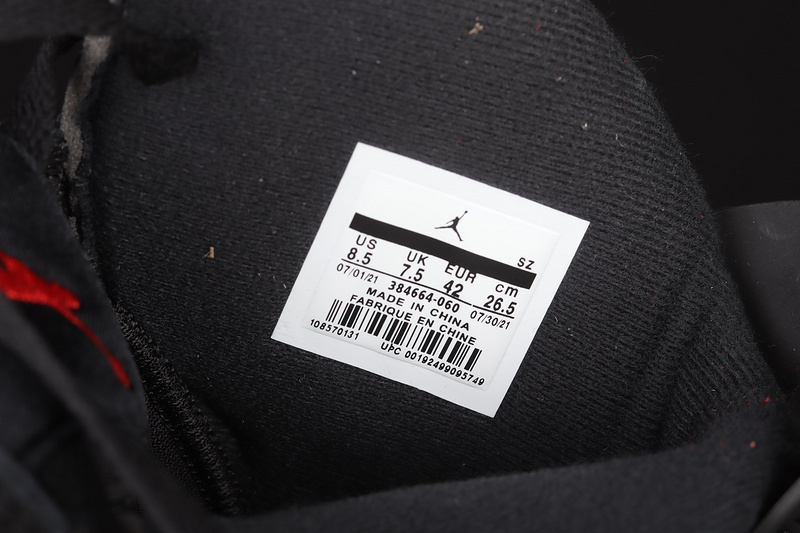 SZ
US UK EUR cm
8.5 7.5 42 26.5
07/01/21 384664-060 07/30/21
MADE IN CHINA
FABRIQUE EN CHINE
108570131 UPC 00192499095749